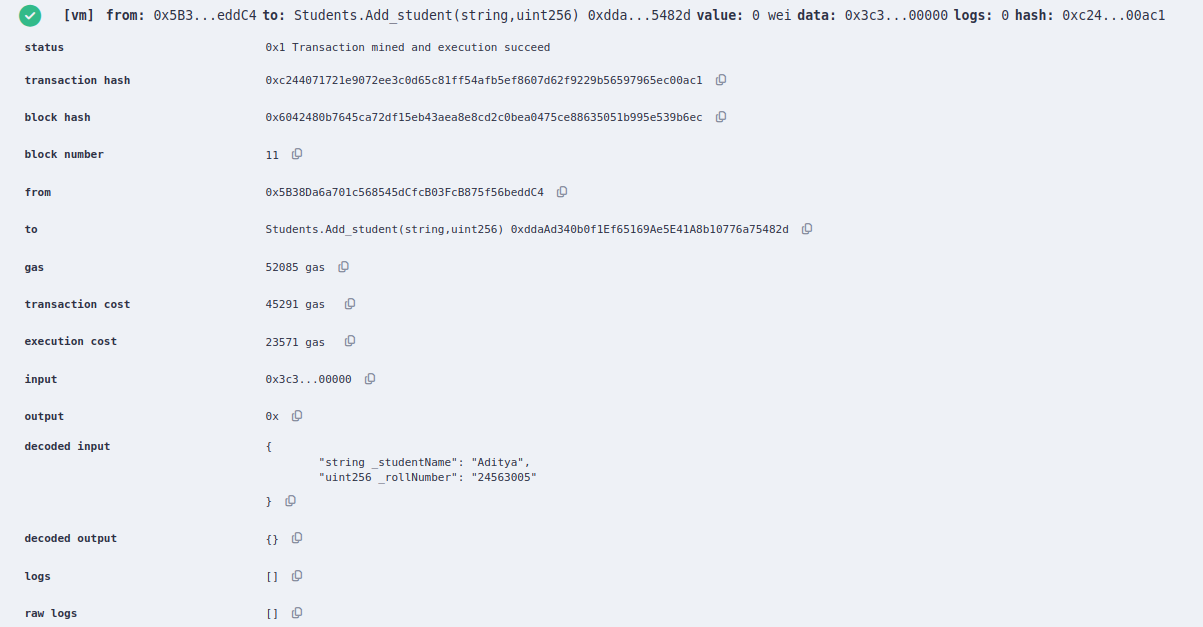 [vm] from: 0x5B3...eddC4 to: Students.Add_student(string,uint256) 0xdda...5482d value: 0 wei data: 0x3c3...00000 logs: 0 hash: 0xc24...00ac1
status 0x1 Transaction mined and execution succeed
transaction hash 0xc244071721e9072ee3c0d65c81ff54afb5ef8607d62f9229b56597965ec00ac1
block hash 0x6042480b7645ca72df15eb43aea8e8cd2c0bea0475ce88635051b995e539b6ec
block number 11
from 0x5B38Da6a701c568545dCfcB03FcB875f56beddC4
to Students.Add_student(string,uint256) 0xddaAd340b0f1Ef65169Ae5E41A8b10776a75482d
gas 52085 gas
transaction cost 45291 gas
execution cost 23571 gas
input 0x3c3...00000
output 0x
decoded input {
"string _studentName": "Aditya",
"uint256 _rollNumber": "24563005"
}
decoded output {}
logs []
raw logs []